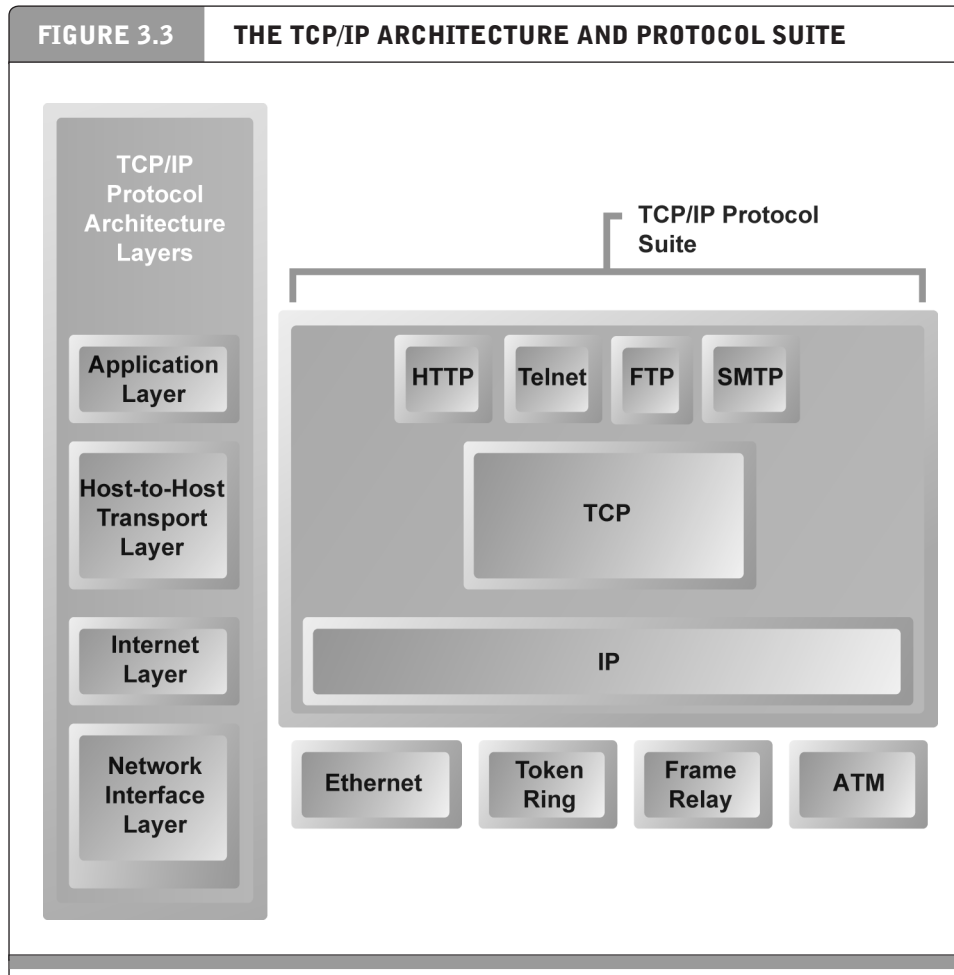 FIGURE 3.3 THE TCP/IP ARCHITECTURE AND PROTOCOL SUITE
TCP/IP
Protocol
Architecture
Layers
TCP/IP Protocol
Suite
Application
Layer
HTTP
Telnet
FTP
SMTP
Host-to-Host
Transport
Layer
TCP
Internet
Layer
IP
Network
Interface
Layer
Ethernet
Token
Ring
Frame
Relay
ATM